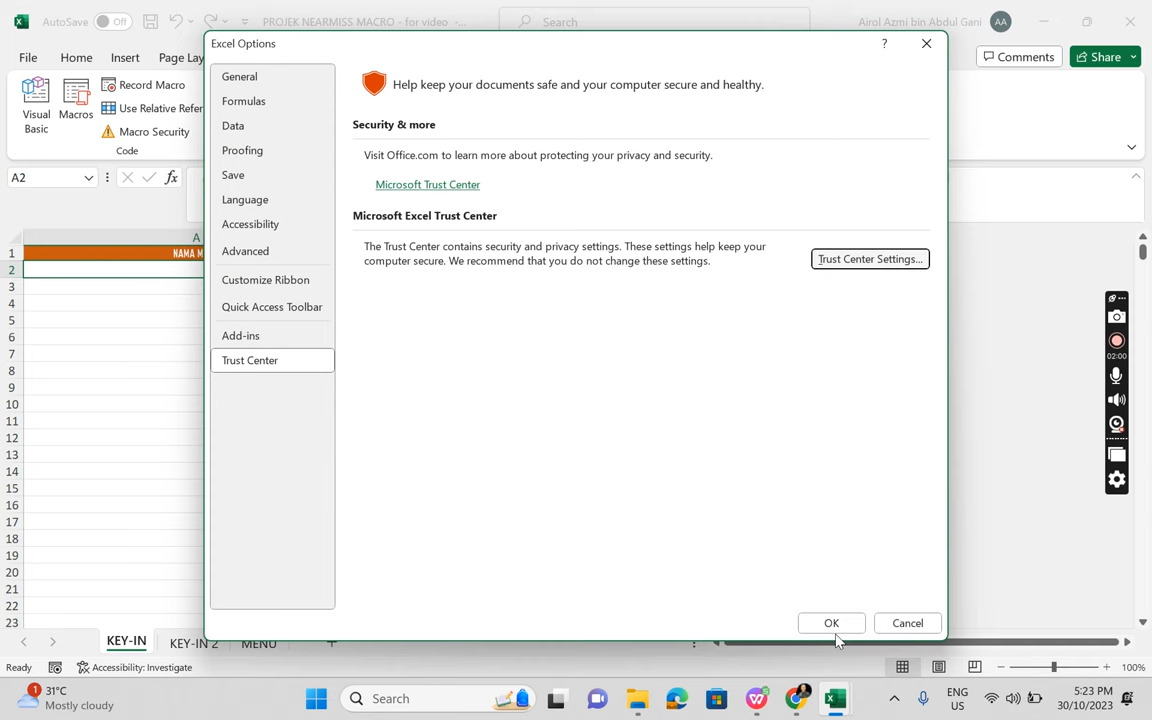 AutoSave Off PROJEK NEARMISS MACRO - for video -... Search Airol Azmi bin Abdul Gani AA
File Home Insert Page Lay Comments Share
Excel Options
Visual Basic
Macros
Record Macro
Use Relative Refer
Macro Security
Code
A2
fx
General
Formulas
Data
Proofing
Save
Language
Accessibility
Advanced
Customize Ribbon
Quick Access Toolbar
Add-ins
Trust Center
Help keep your documents safe and your computer secure and healthy.
Security & more
Visit Office.com to learn more about protecting your privacy and security.
Microsoft Trust Center
Microsoft Excel Trust Center
The Trust Center contains security and privacy settings. These settings help keep your
computer secure. We recommend that you do not change these settings.
Trust Center Settings...
OK Cancel
A
1 NAMA M
2
3
4
5
6
7
8
9
10
11
12
13
14
15
16
17
18
19
20
21
22
23
02:00
KEY-IN KEY-IN 2 MENU
Ready Accessibility: Investigate 100%
1
31°C
Mostly cloudy
Search
ENG
US
5:23 PM
30/10/2023